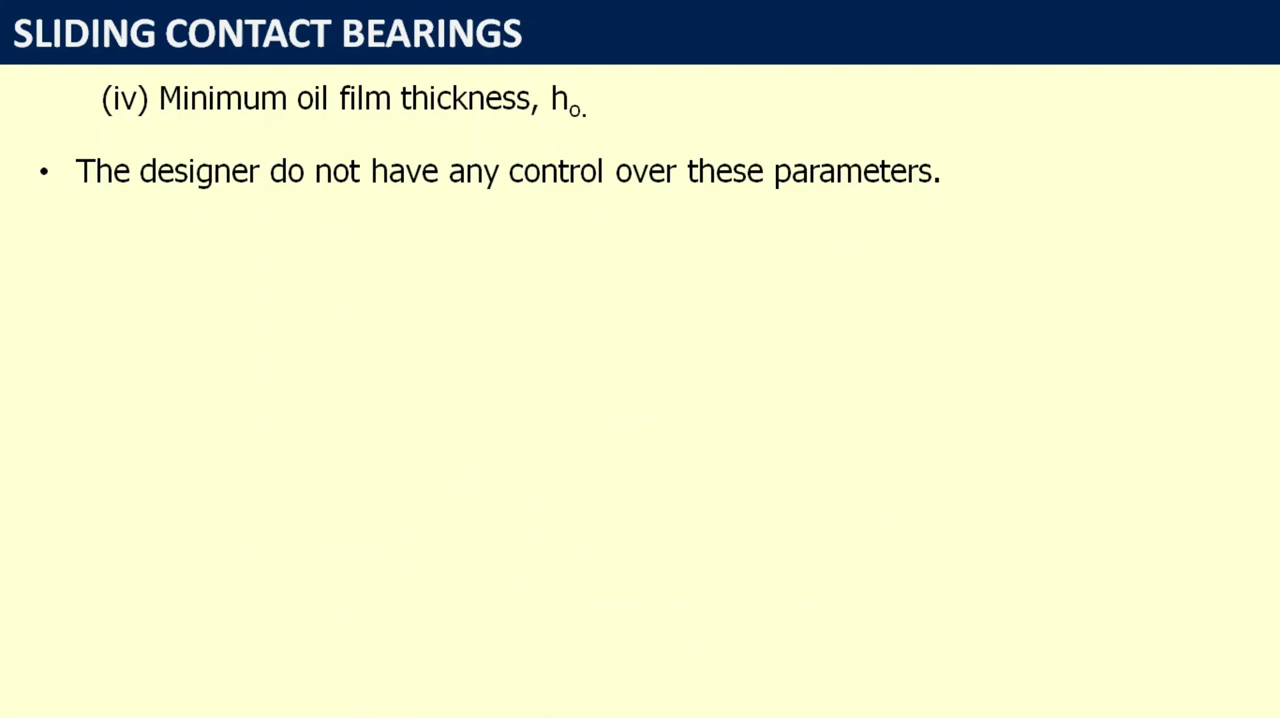 SLIDING CONTACT BEARINGS
(iv) Minimum oil film thickness, ho.
• The designer do not have any control over these parameters.